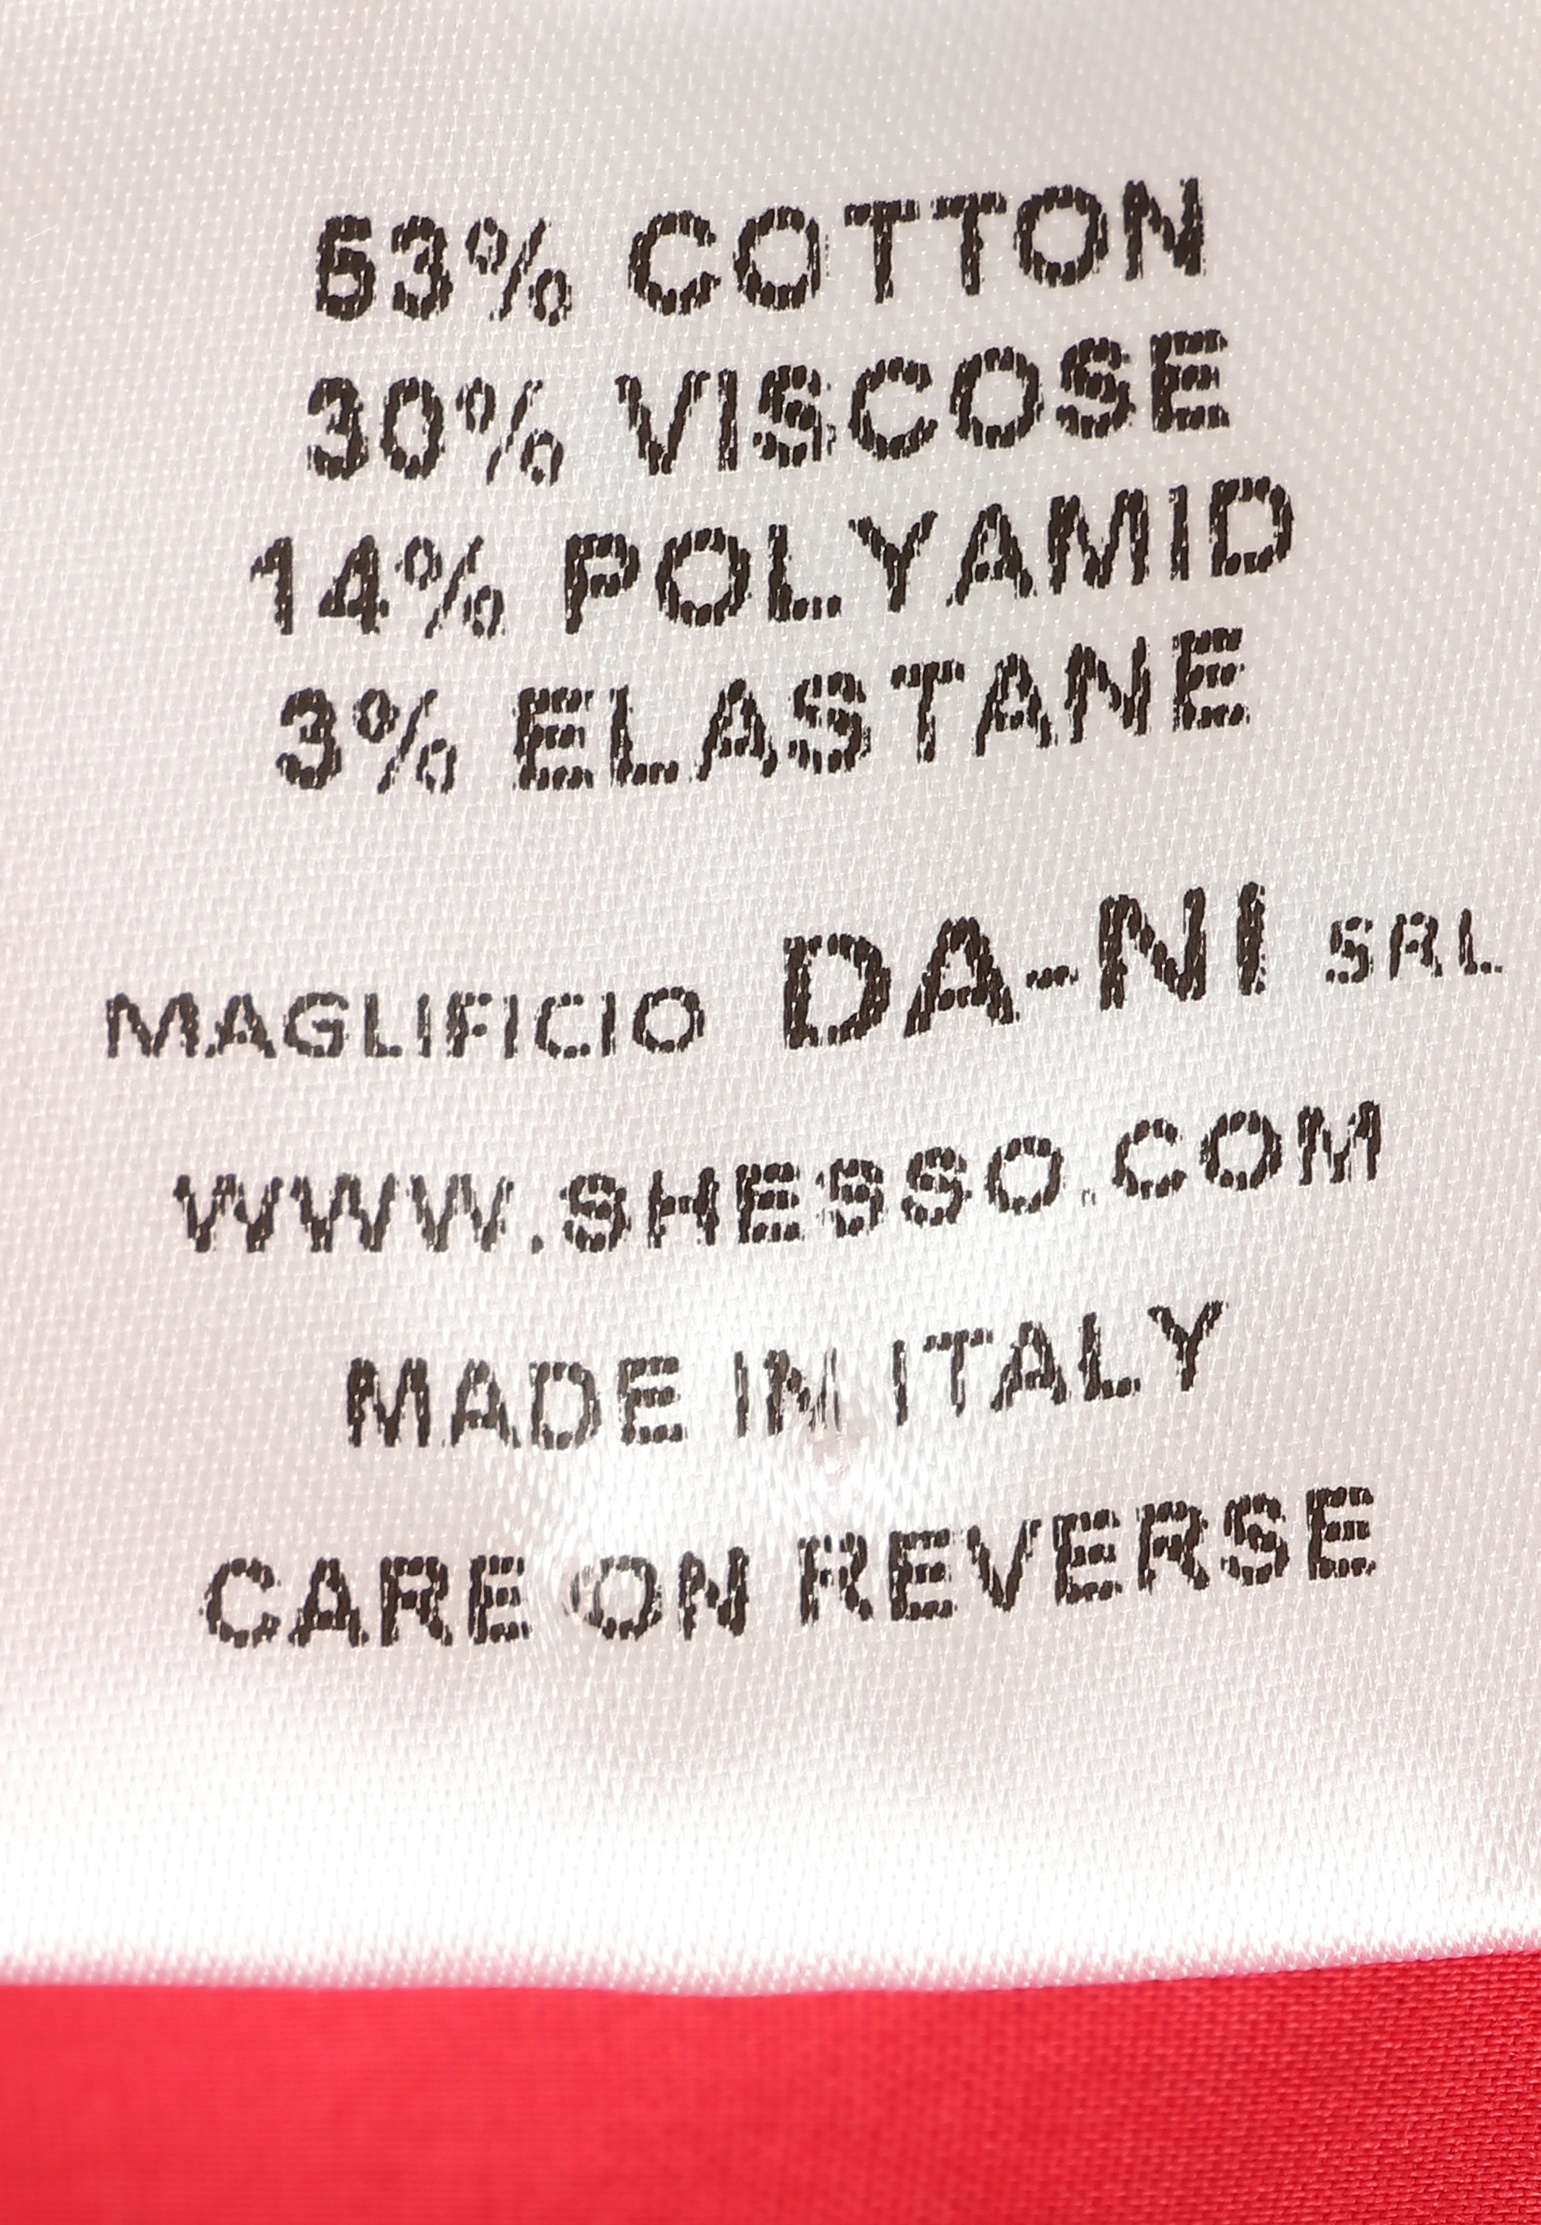 53% COTTON
30% VISCOSE
14% POLYAMID
3% ELASTANE
MAGLIFICIO DA-NI SRL
WWW.SHESSO.COM
MADE IN ITALY
CARE ON REVERSE